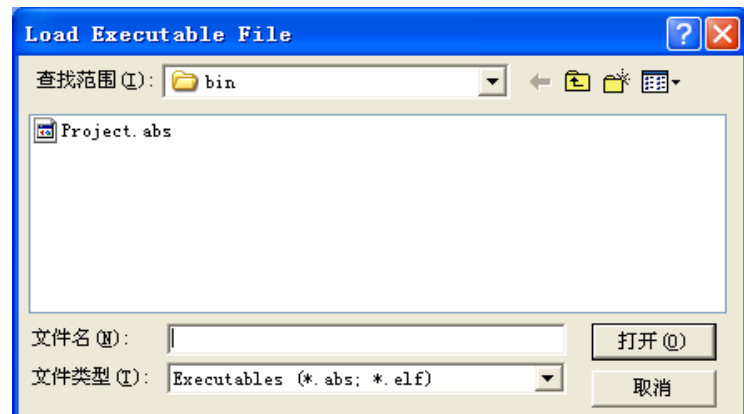 Load Executable File
查找范围(I): bin
Project.abs
文件名(N):
打开(O)
文件类型(T): Executables (*.abs; *.elf)
取消